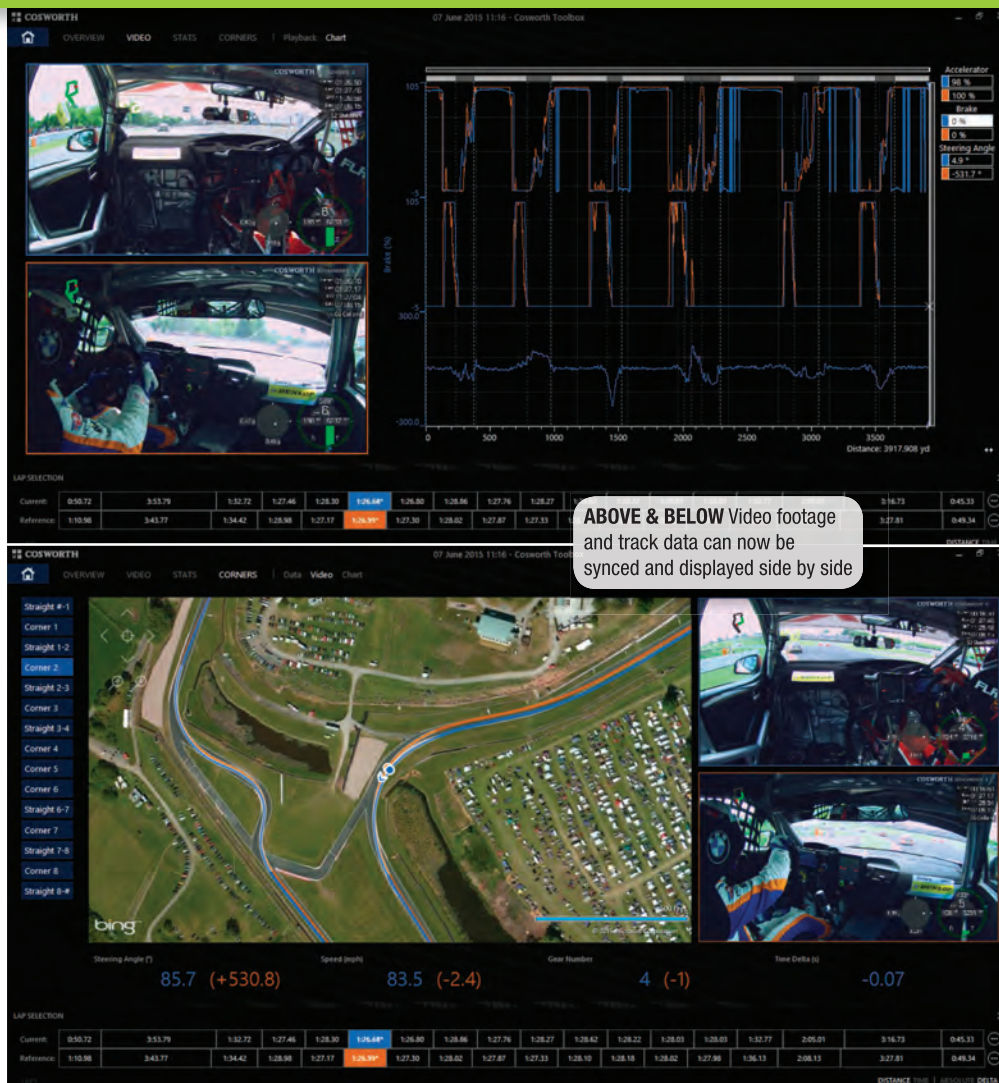 COSWORTH
07 June 2015 11:16 - Cosworth Toolbox
OVERVIEW VIDEO STATS CORNERS | Playback Chart
COSWORTH
COSWORTH
DUNLOP
Accelerator
98 %
100 %
Brake
0 %
0 %
Steering Angle
4.9 °
-531.7 °
105
-5
105
Brake (%)
-5
300.0
-300.0
0 500 1000 1500 2000 2500 3000 3500
Distance: 3917.908 yd
LAP SELECTION
Current: 0:50.72 3:53.79 1:32.72 1:27.46 1:28.30 1:26.68* 1:26.80 1:28.86 1:27.76 1:28.27 3:16.73 0:45.33
Reference: 1:10.98 3:43.77 1:34.42 1:28.98 1:27.17 1:26.99* 1:27.30 1:28.02 1:27.87 1:27.33 3:27.81 0:49.34
DISTANCE TIME
ABOVE & BELOW Video footage
and track data can now be
synced and displayed side by side
COSWORTH
07 June 2015 11:16 - Cosworth Toolbox
OVERVIEW VIDEO STATS CORNERS | Data Video Chart
Straight #-1
Corner 1
Straight 1-2
Corner 2
Straight 2-3
Corner 3
Straight 3-4
Corner 4
Corner 5
Corner 6
Straight 6-7
Corner 7
Straight 7-8
Corner 8
Straight 8-#
bing
COSWORTH
COSWORTH
DUNLOP
Steering Angle (°) Speed (mph) Gear Number Time Delta (s)
85.7 (+530.8) 83.5 (-2.4) 4 (-1) -0.07
LAP SELECTION
Current: 0:50.72 3:53.79 1:32.72 1:27.46 1:28.30 1:26.68* 1:26.80 1:28.86 1:27.76 1:28.27 1:28.62 1:28.22 1:28.03 1:28.03 1:32.77 2:05.01 3:16.73 0:45.33
Reference: 1:10.98 3:43.77 1:34.42 1:28.98 1:27.17 1:26.99* 1:27.30 1:28.02 1:27.87 1:27.33 1:28.10 1:28.18 1:28.02 1:27.98 1:36.13 2:08.13 3:27.81 0:49.34
DISTANCE TIME | ABSOLUTE DELTA